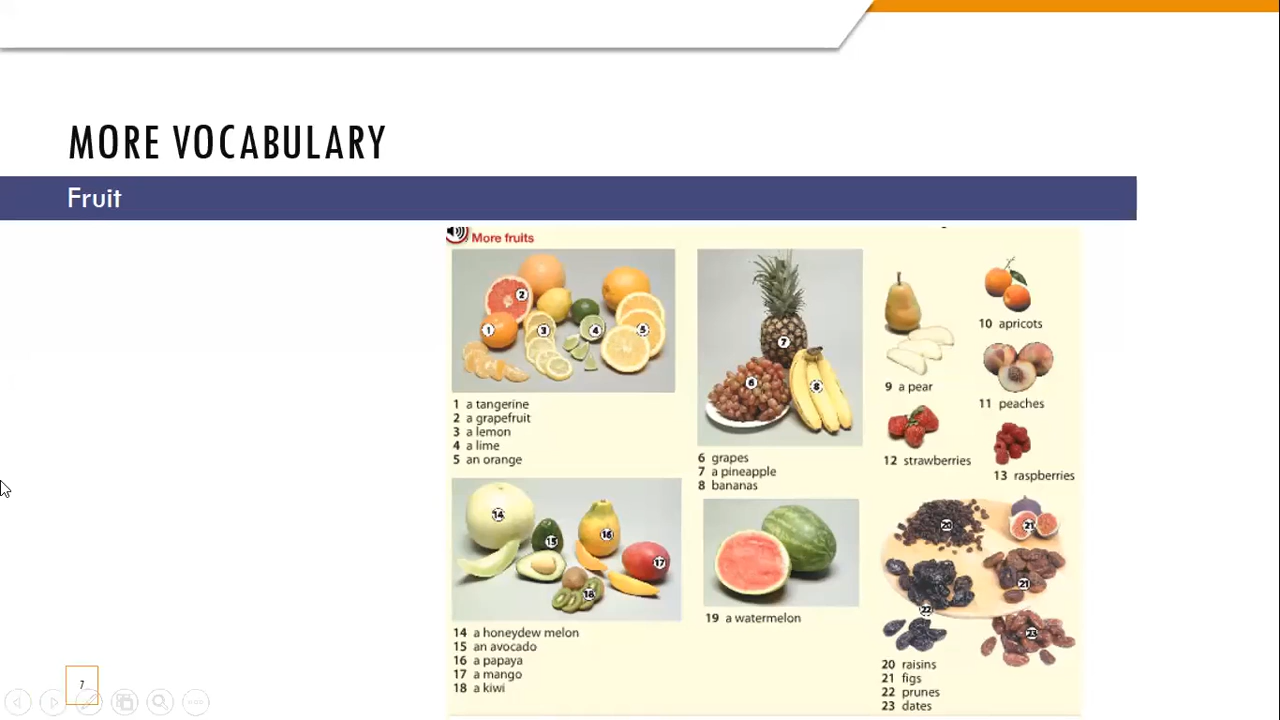 MORE VOCABULARY
Fruit
More fruits
1 a tangerine
2 a grapefruit
3 a lemon
4 a lime
5 an orange
6 grapes
7 a pineapple
8 bananas
9 a pear
10 apricots
11 peaches
12 strawberries
13 raspberries
14 a honeydew melon
15 an avocado
16 a papaya
17 a mango
18 a kiwi
19 a watermelon
20 raisins
21 figs
22 prunes
23 dates
7